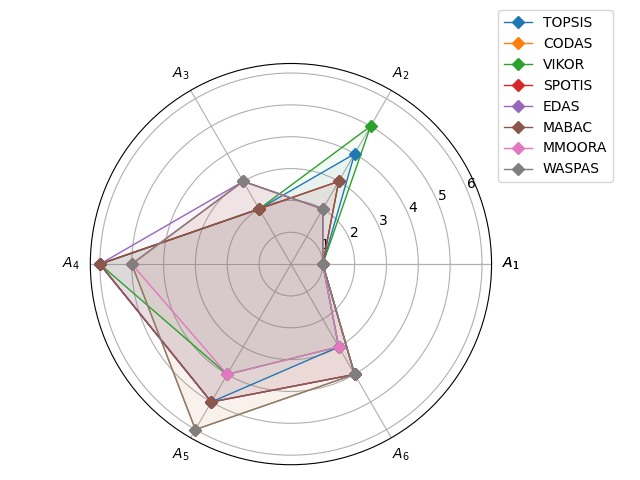 TOPSIS
CODAS
VIKOR
SPOTIS
EDAS
MABAC
MMOORA
WASPAS
A3
A2
6
5
4
3
2
1
A4
A1
A5
A6